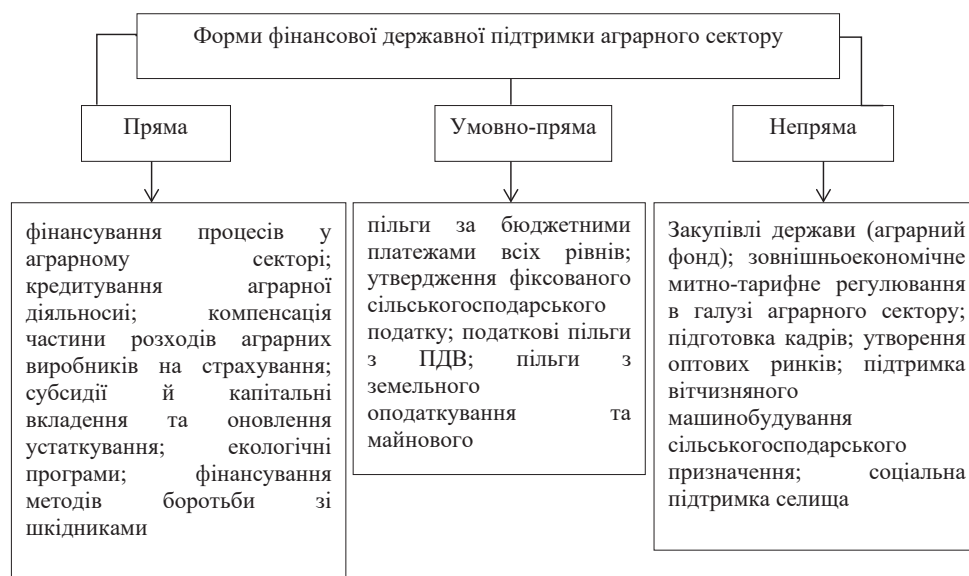 Форми фінансової державної підтримки аграрного сектору
Пряма
Умовно-пряма
Непряма
фінансування процесів у
аграрному секторі;
кредитування аграрної
діяльносиі; компенсація
частини розходів аграрних
виробників на страхування;
субсидії й капітальні
вкладення та оновлення
устаткування; екологічні
програми; фінансування
методів боротьби зі
шкідниками
пільги за бюджетними
платежами всіх рівнів;
утвердження фіксованого
сільськогосподарського
податку; податкові пільги
з ПДВ; пільги з
земельного
оподаткування та
майнового
Закупівлі держави (аграрний
фонд); зовнішньоекономічне
митно-тарифне регулювання
в галузі аграрного сектору;
підготовка кадрів; утворення
оптових ринків; підтримка
вітчизняного
машинобудування
сільськогосподарського
призначення; соціальна
підтримка селища